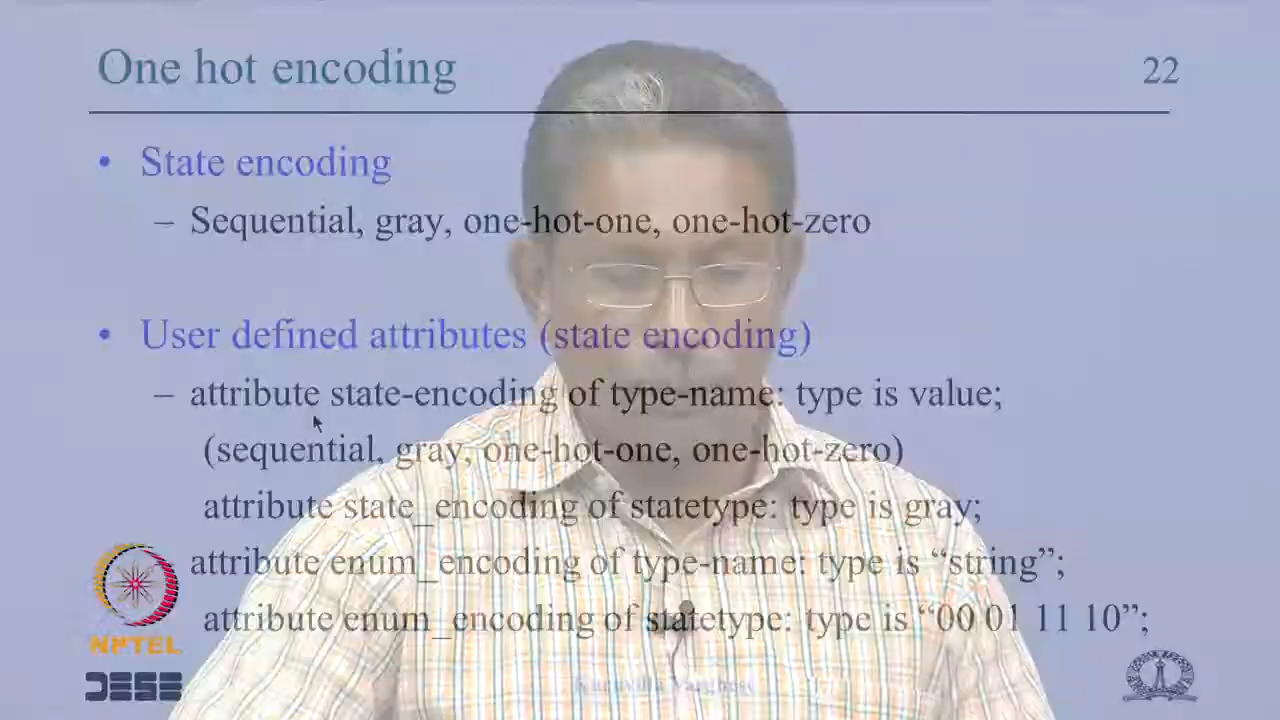 One hot encoding
22
• State encoding
– Sequential, gray, one-hot-one, one-hot-zero
• User defined attributes (state encoding)
– attribute state-encoding of type-name: type is value;
(sequential, gray, one-hot-one, one-hot-zero)
attribute state_encoding of statetype: type is gray;
attribute enum_encoding of type-name: type is “string”;
attribute enum_encoding of statetype: type is “00 01 11 10”;
NPTEL
DESE
Kuruvilla Varghese